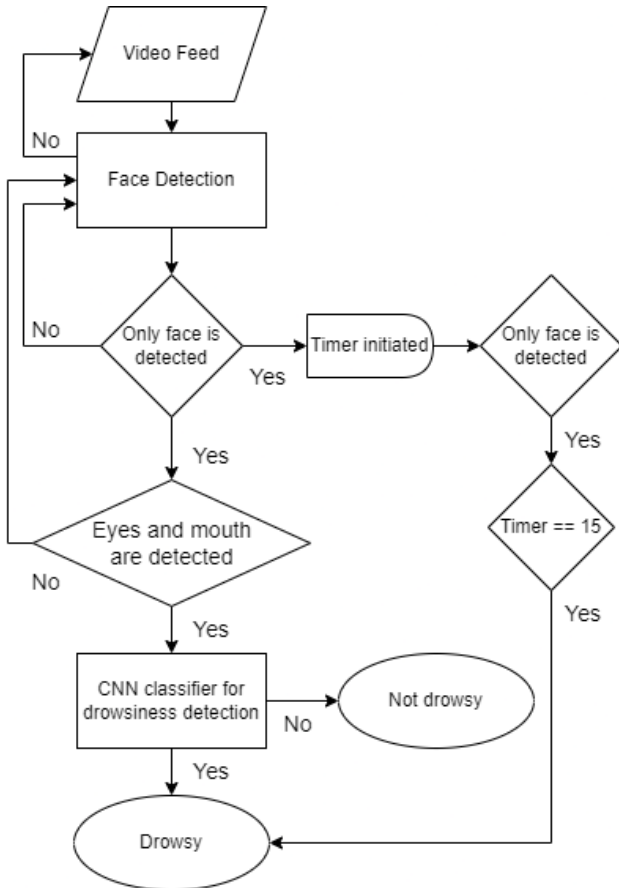 Video Feed
No
Face Detection
No
Only face is
detected
Yes
Timer initiated
Only face is
detected
Yes
Yes
Eyes and mouth
are detected
Timer == 15
No
Yes
Yes
CNN classifier for
drowsiness detection
No
Not drowsy
Yes
Drowsy